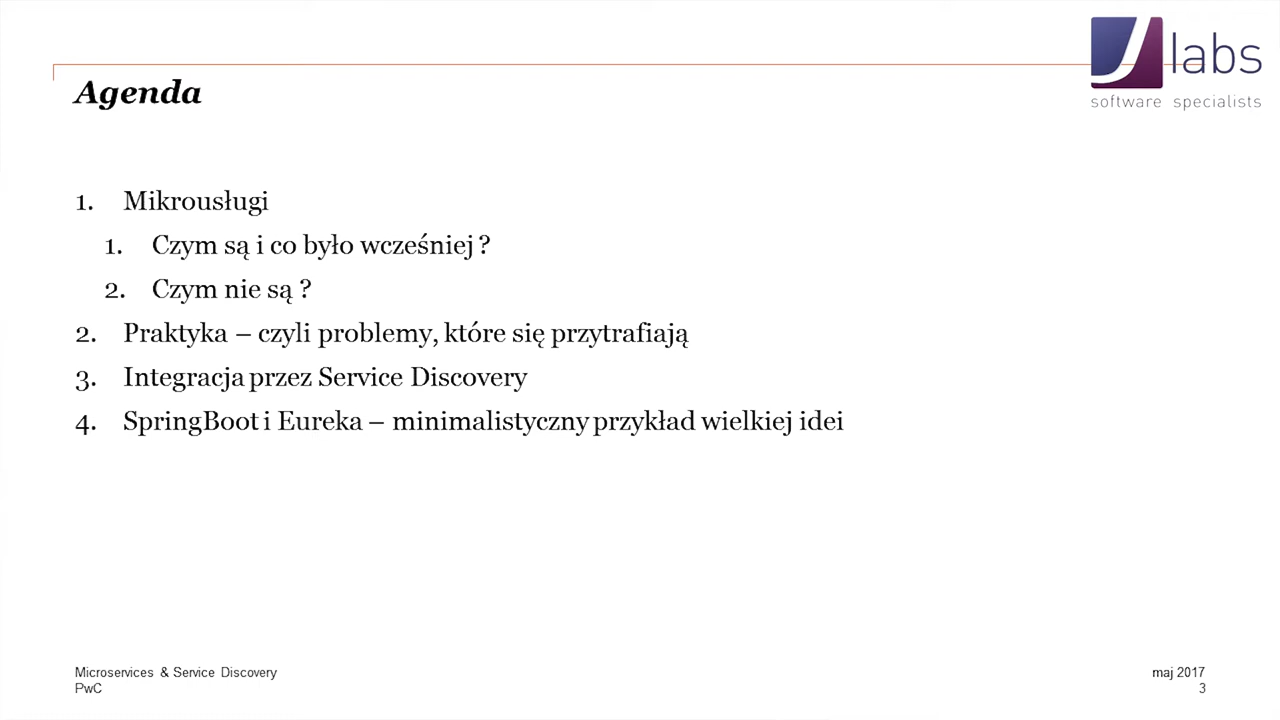 J labs
software specialists
Agenda
1. Mikrousługi
1. Czym są i co było wcześniej ?
2. Czym nie są ?
2. Praktyka – czyli problemy, które się przytrafiają
3. Integracja przez Service Discovery
4. SpringBoot i Eureka – minimalistyczny przykład wielkiej idei
Microservices & Service Discovery
PwC
maj 2017
3